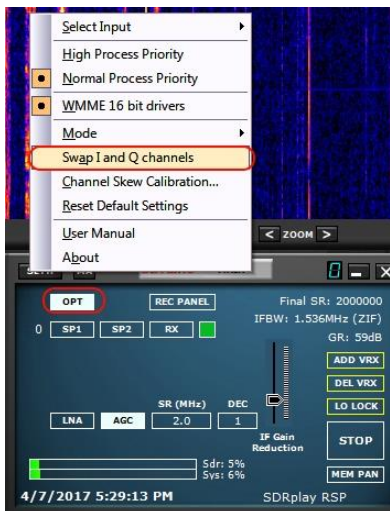 Select Input
High Process Priority
Normal Process Priority
WMME 16 bit drivers
Mode
Swap I and Q channels
Channel Skew Calibration...
Reset Default Settings
User Manual
About
< ZOOM >
OPT
REC PANEL
Final SR: 2000000
IFBW: 1.536MHz (ZIF)
0 SP1 SP2 RX
GR: 59dB
ADD VRX
DEL VRX
LO LOCK
SR (MHz) DEC
LNA AGC 2.0 1
IF Gain
Reduction
STOP
Sdr: 5%
Sys: 6%
MEM PAN
4/7/2017 5:29:13 PM
SDRplay RSP